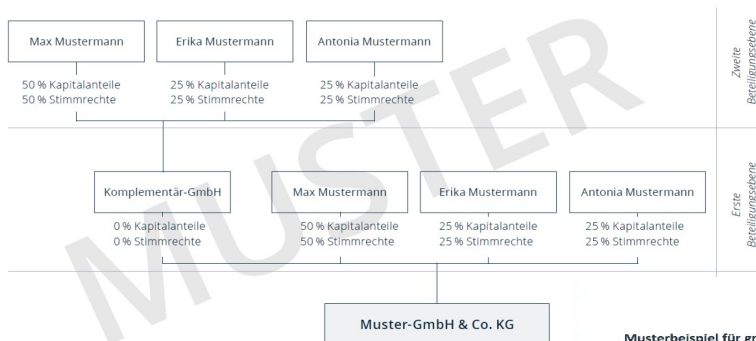 Max Mustermann
Erika Mustermann
Antonia Mustermann
50 % Kapitalanteile
50 % Stimmrechte
25 % Kapitalanteile
25 % Stimmrechte
25 % Kapitalanteile
25 % Stimmrechte
Zweite
Beteiligungsebene
MUSTER
Komplementär-GmbH
Max Mustermann
Erika Mustermann
Antonia Mustermann
0 % Kapitalanteile
0 % Stimmrechte
50 % Kapitalanteile
50 % Stimmrechte
25 % Kapitalanteile
25 % Stimmrechte
25 % Kapitalanteile
25 % Stimmrechte
Erste
Beteiligungsebene
Muster-GmbH & Co. KG
Musterbeispiel für